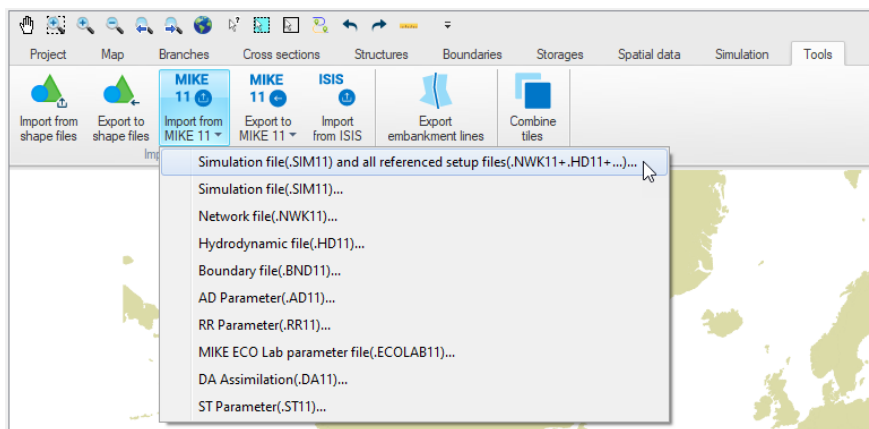 Project Map Branches Cross sections Structures Boundaries Storages Spatial data Simulation Tools
MIKE 11
MIKE 11
ISIS
Import from shape files
Export to shape files
Import from MIKE 11
Export to MIKE 11
Import from ISIS
Export embankment lines
Combine tiles
Simulation file(.SIM11) and all referenced setup files(.NWK11+.HD11+...)...
Simulation file(.SIM11)...
Network file(.NWK11)...
Hydrodynamic file(.HD11)...
Boundary file(.BND11)...
AD Parameter(.AD11)...
RR Parameter(.RR11)...
MIKE ECO Lab parameter file(.ECOLAB11)...
DA Assimilation(.DA11)...
ST Parameter(.ST11)...